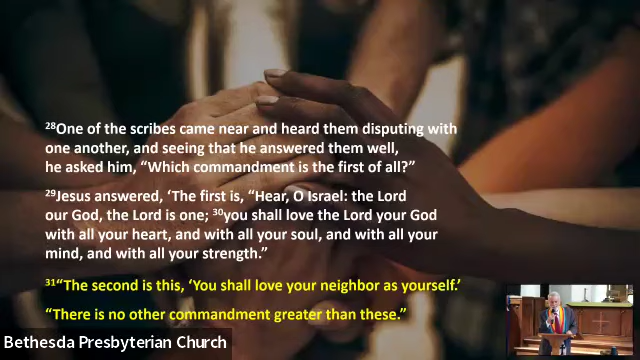 ²⁸One of the scribes came near and heard them disputing with
one another, and seeing that he answered them well,
he asked him, “Which commandment is the first of all?”
²⁹Jesus answered, ‘The first is, “Hear, O Israel: the Lord
our God, the Lord is one; ³⁰you shall love the Lord your God
with all your heart, and with all your soul, and with all your
mind, and with all your strength.”
³¹“The second is this, ‘You shall love your neighbor as yourself.’
“There is no other commandment greater than these.”
Bethesda Presbyterian Church